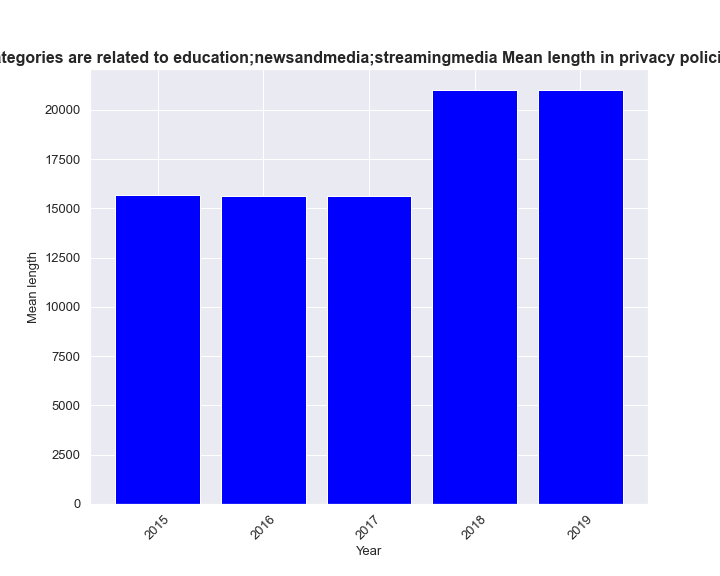 ategories are related to education;newsandmedia;streamingmedia Mean length in privacy polici
20000
17500
15000
12500
10000
7500
5000
2500
0
Mean length
2015 2016 2017 2018 2019
Year